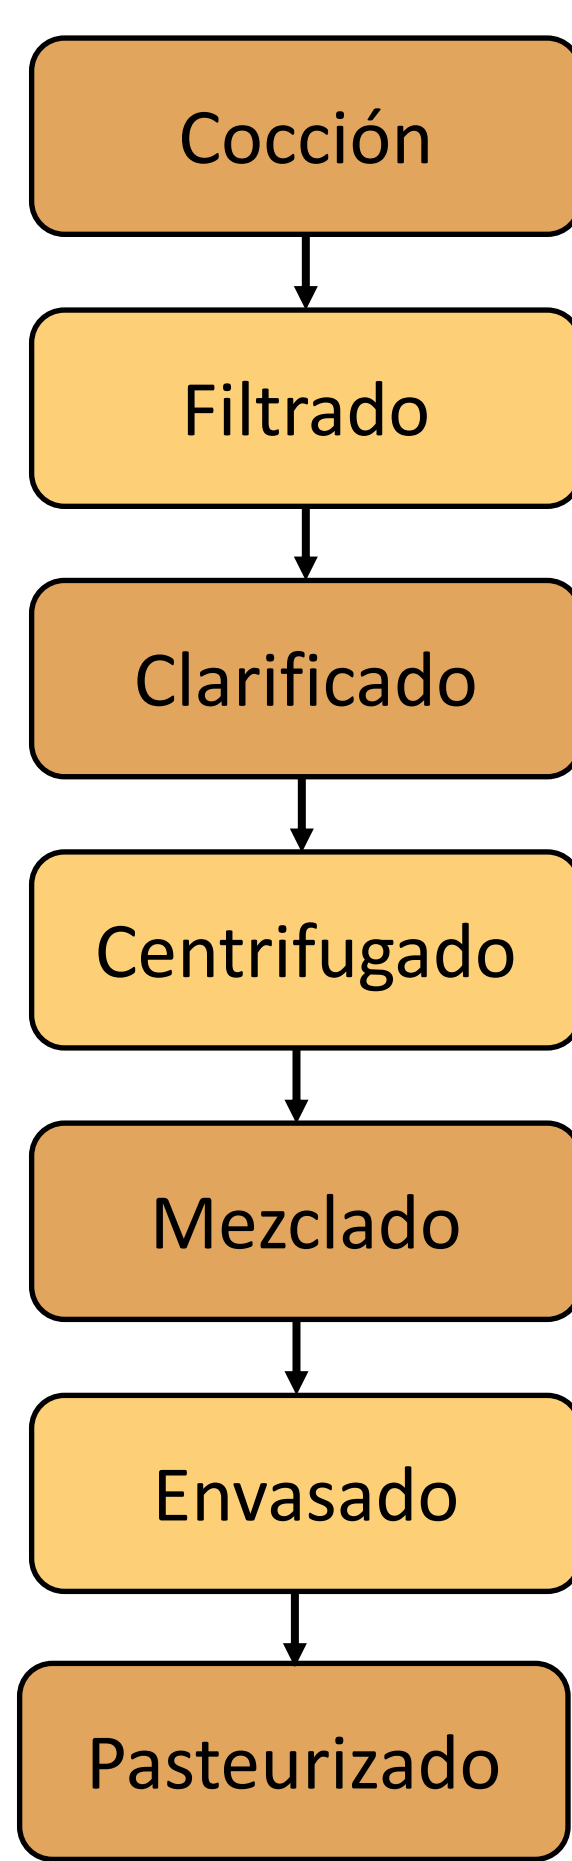 Cocción
Filtrado
Clarificado
Centrifugado
Mezclado
Envasado
Pasteurizado